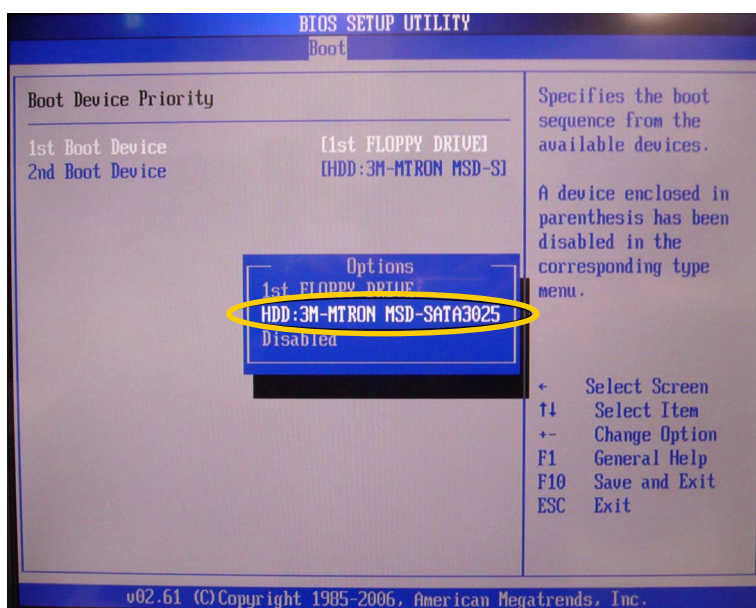 BIOS SETUP UTILITY
Boot
Boot Device Priority
1st Boot Device [1st FLOPPY DRIVE]
2nd Boot Device [HDD:3M-MTRON MSD-S]
Options
1st FLOPPY DRIVE
HDD:3M-MTRON MSD-SATA3025
Disabled
Specifies the boot
sequence from the
available devices.
A device enclosed in
parenthesis has been
disabled in the
corresponding type
menu.
← Select Screen
↑↓ Select Item
+- Change Option
F1 General Help
F10 Save and Exit
ESC Exit
v02.61 (C)Copyright 1985-2006, American Megatrends, Inc.